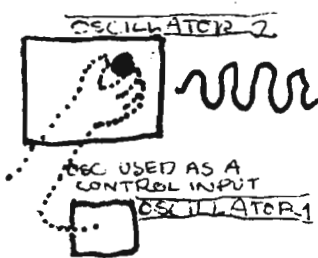 OSCILLATOR 2
OSC USED AS A
CONTROL INPUT
OSCILLATOR 1